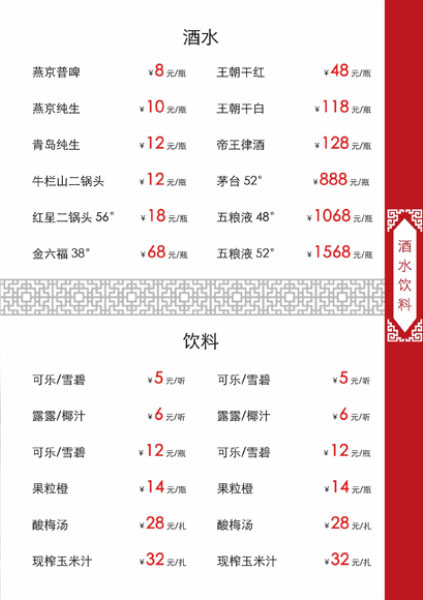 酒水
燕京普啤 ¥8元/瓶 王朝干红 ¥48元/瓶
燕京纯生 ¥10元/瓶 王朝干白 ¥118元/瓶
青岛纯生 ¥12元/瓶 帝王律酒 ¥128元/瓶
牛栏山二锅头 ¥12元/瓶 茅台52° ¥888元/瓶
红星二锅头56° ¥18元/瓶 五粮液48° ¥1068元/瓶
金六福38° ¥68元/瓶 五粮液52° ¥1568元/瓶
酒水饮料
饮料
可乐/雪碧 ¥5元/听 可乐/雪碧 ¥5元/听
露露/椰汁 ¥6元/听 露露/椰汁 ¥6元/听
可乐/雪碧 ¥12元/瓶 可乐/雪碧 ¥12元/瓶
果粒橙 ¥14元/瓶 果粒橙 ¥14元/瓶
酸梅汤 ¥28元/扎 酸梅汤 ¥28元/扎
现榨玉米汁 ¥32元/扎 现榨玉米汁 ¥32元/扎